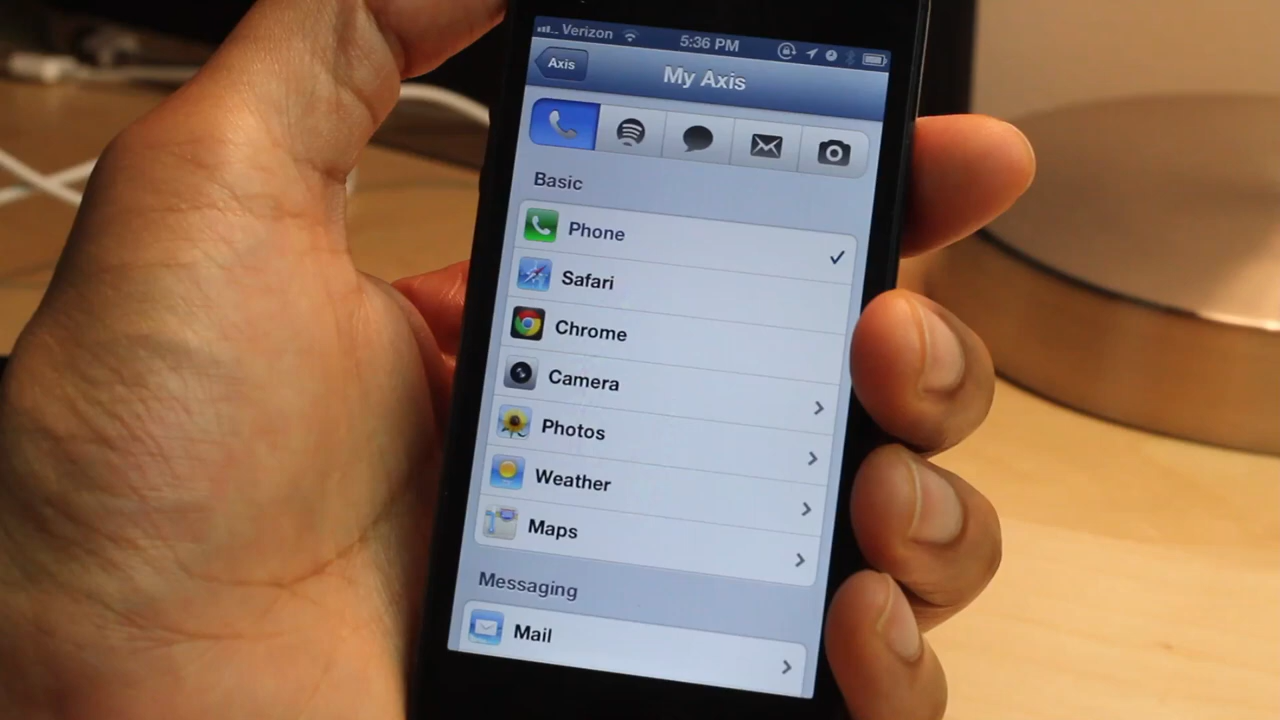 Verizon 5:36 PM
Axis My Axis
Basic
Phone
Safari
Chrome
Camera
Photos
Weather
Maps
Messaging
Mail